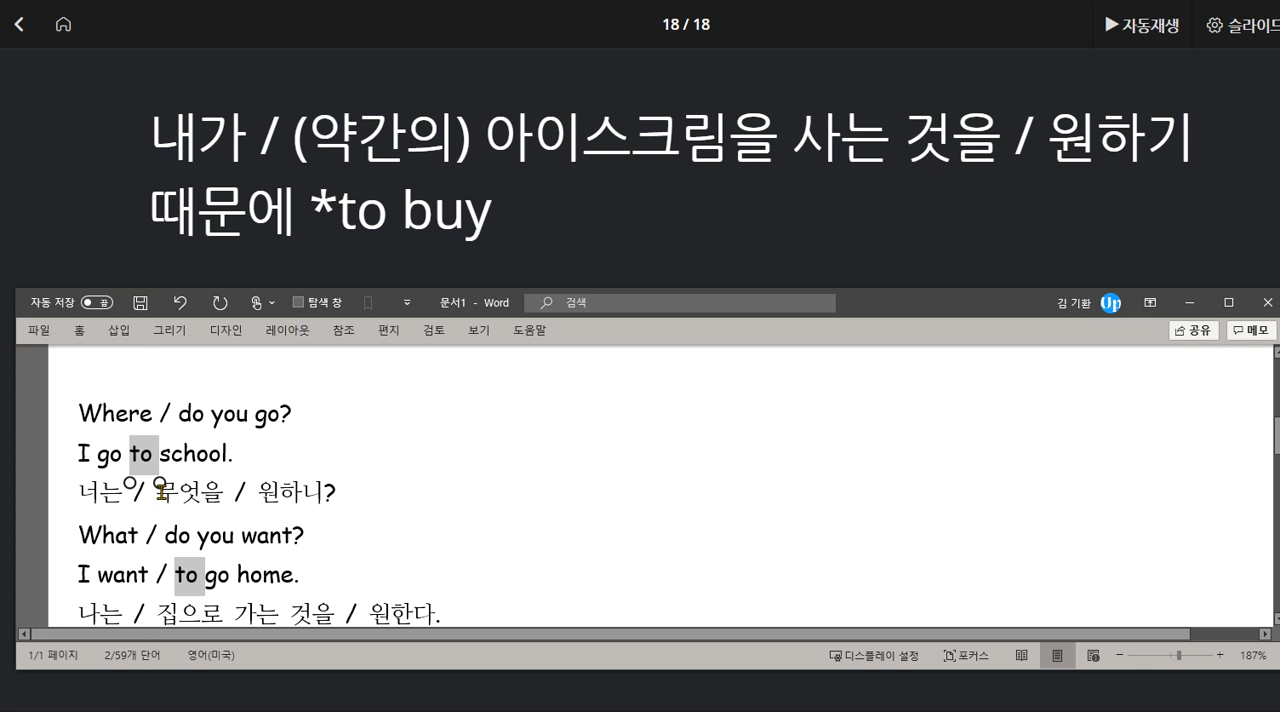 18 / 18
자동재생
슬라이드
내가 / (약간의) 아이스크림을 사는 것을 / 원하기
때문에 *to buy
자동 저장 끔 탐색 창 문서1 - Word 검색 김 기환 Up
파일 홈 삽입 그리기 디자인 레이아웃 참조 편지 검토 보기 도움말 공유 메모
Where / do you go?
I go to school.
너는 / 무엇을 / 원하니?
What / do you want?
I want / to go home.
나는 / 집으로 가는 것을 / 원한다.
1/1 페이지 2/59개 단어 영어(미국) 디스플레이 설정 포커스 187%